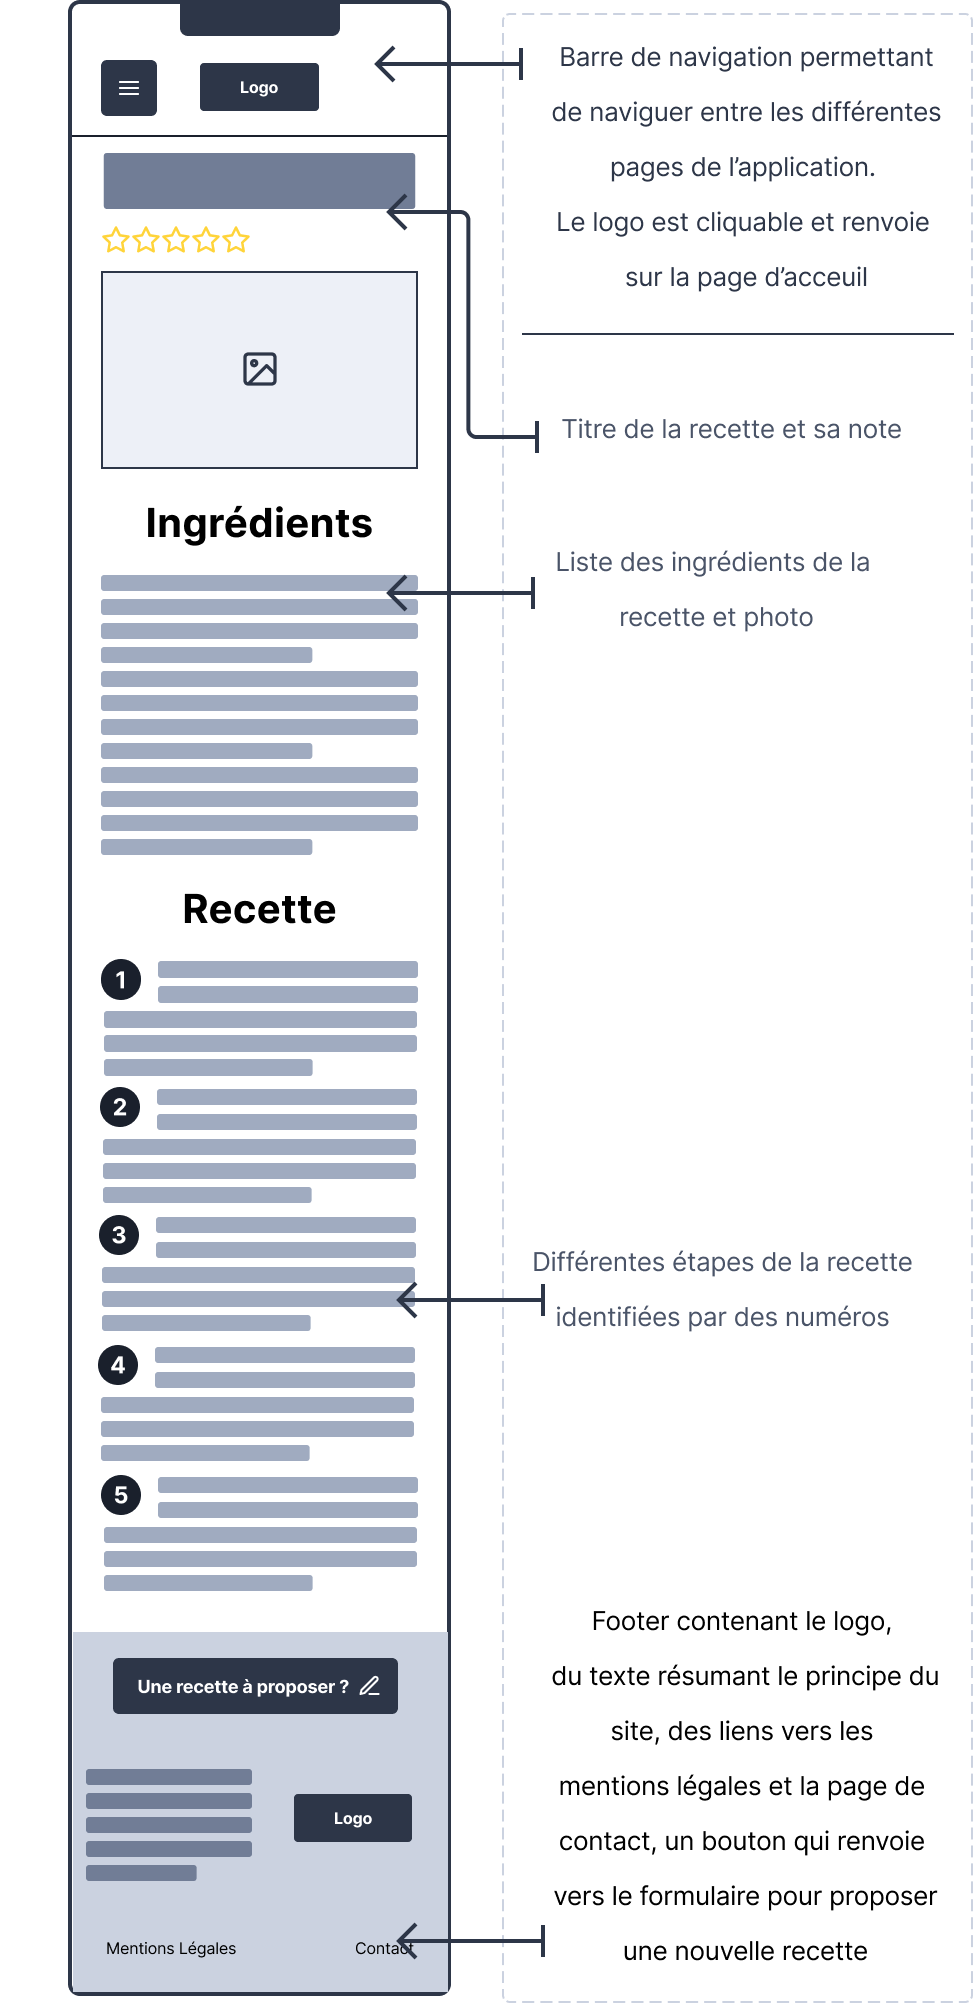 Logo
Ingrédients
Recette
1
2
3
4
5
Une recette à proposer ?
Logo
Mentions Légales
Contact
Barre de navigation permettant
de naviguer entre les différentes
pages de l’application.
Le logo est cliquable et renvoie
sur la page d’acceuil
Titre de la recette et sa note
Liste des ingrédients de la
recette et photo
Différentes étapes de la recette
identifiées par des numéros
Footer contenant le logo,
du texte résumant le principe du
site, des liens vers les
mentions légales et la page de
contact, un bouton qui renvoie
vers le formulaire pour proposer
une nouvelle recette